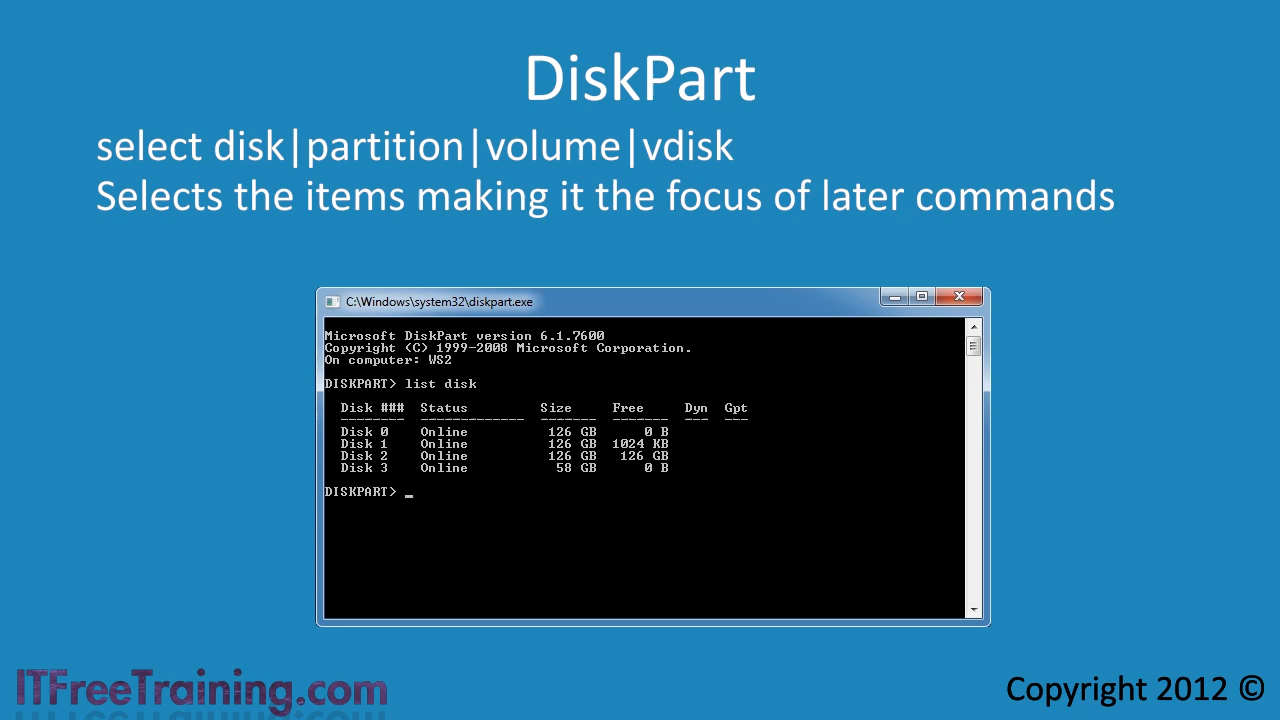 DiskPart
select disk|partition|volume|vdisk
Selects the items making it the focus of later commands
C:\Windows\system32\diskpart.exe
Microsoft DiskPart version 6.1.7600
Copyright (C) 1999-2008 Microsoft Corporation.
On computer: WS2
DISKPART> list disk
Disk ### Status Size Free Dyn Gpt
-------- ------------- ------- ------- --- ---
Disk 0 Online 126 GB 0 B
Disk 1 Online 126 GB 1024 KB
Disk 2 Online 126 GB 126 GB
Disk 3 Online 58 GB 0 B
DISKPART> _
ITFreeTraining.com
Copyright 2012 ©